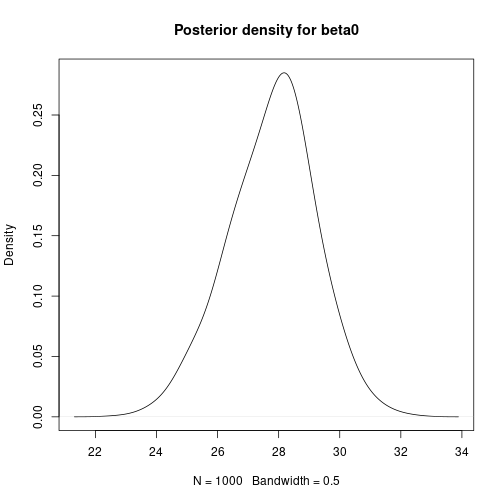 Posterior density for beta0
Density
0.25
0.20
0.15
0.10
0.05
0.00
22 24 26 28 30 32 34
N = 1000 Bandwidth = 0.5